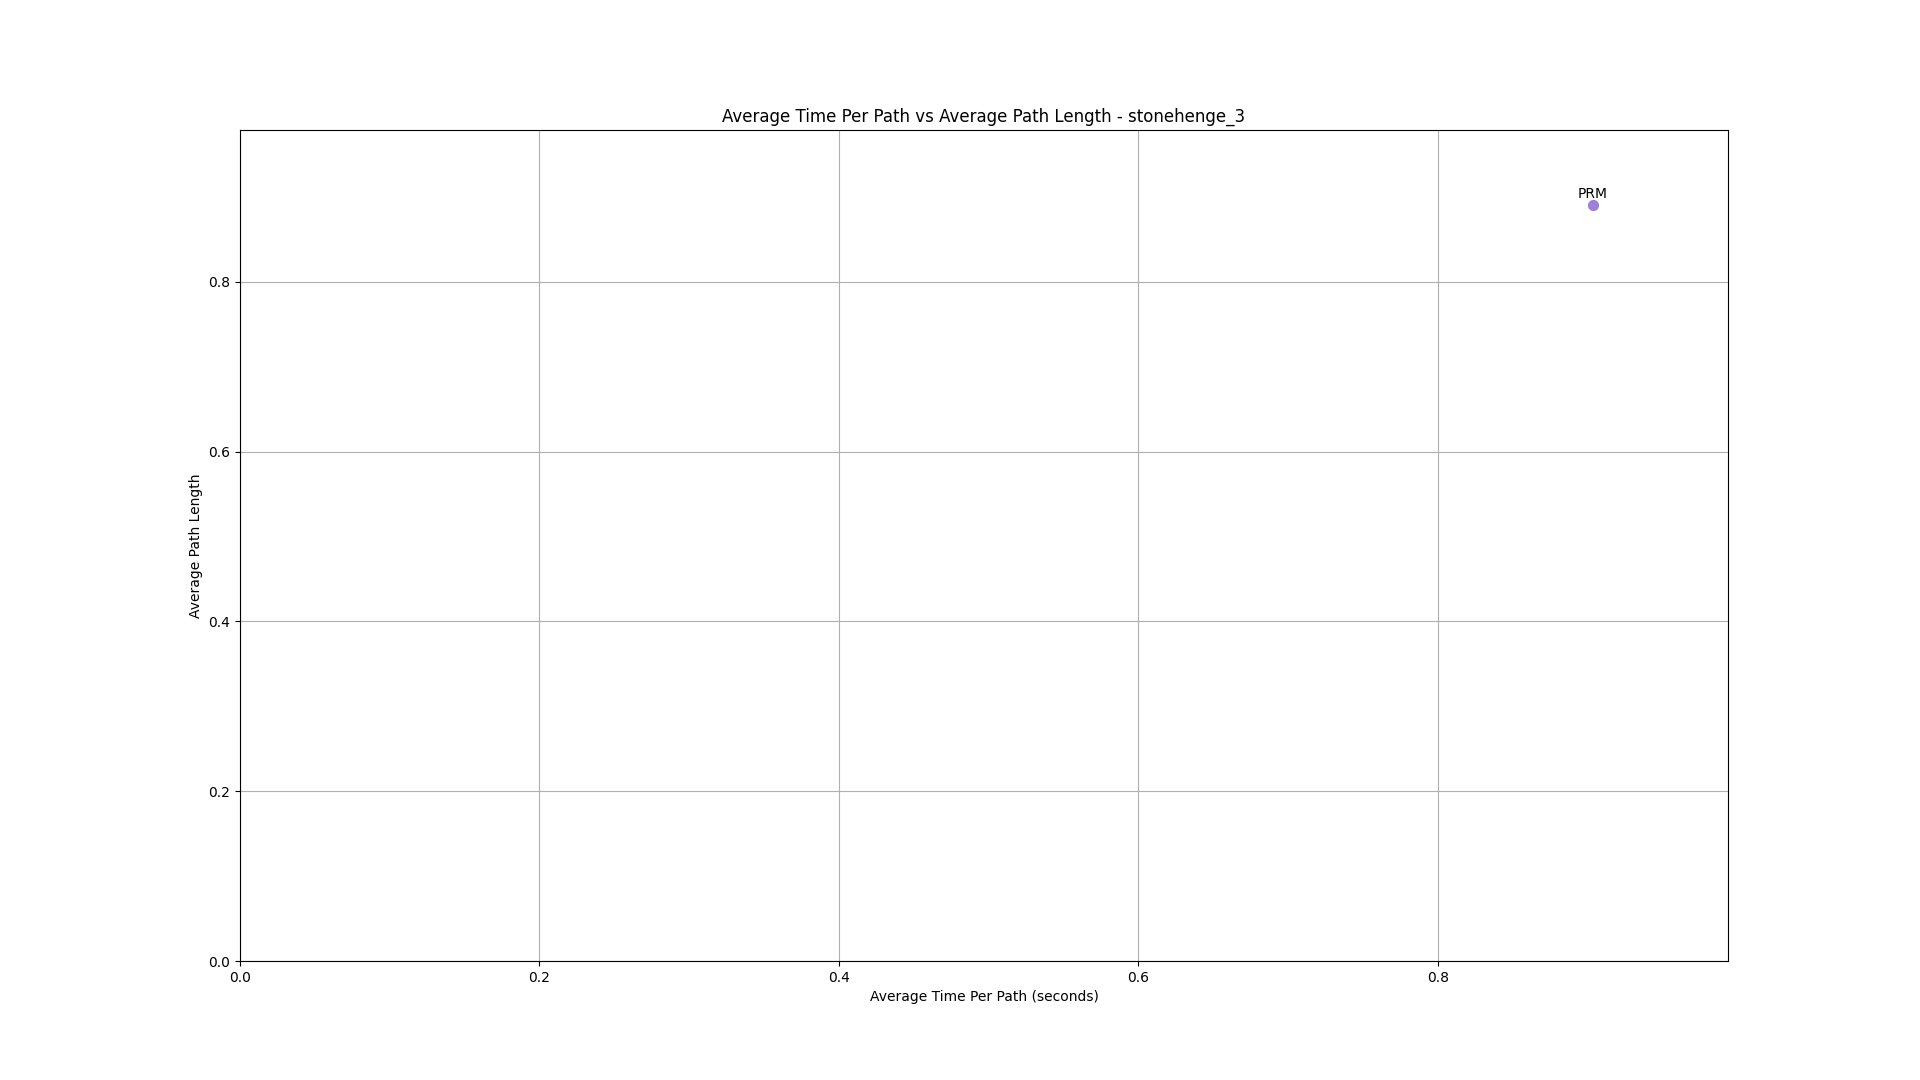 Average Time Per Path vs Average Path Length - stonehenge_3
PRM
0.8
0.6
0.4
0.2
0.0
Average Path Length
0.0 0.2 0.4 0.6 0.8
Average Time Per Path (seconds)